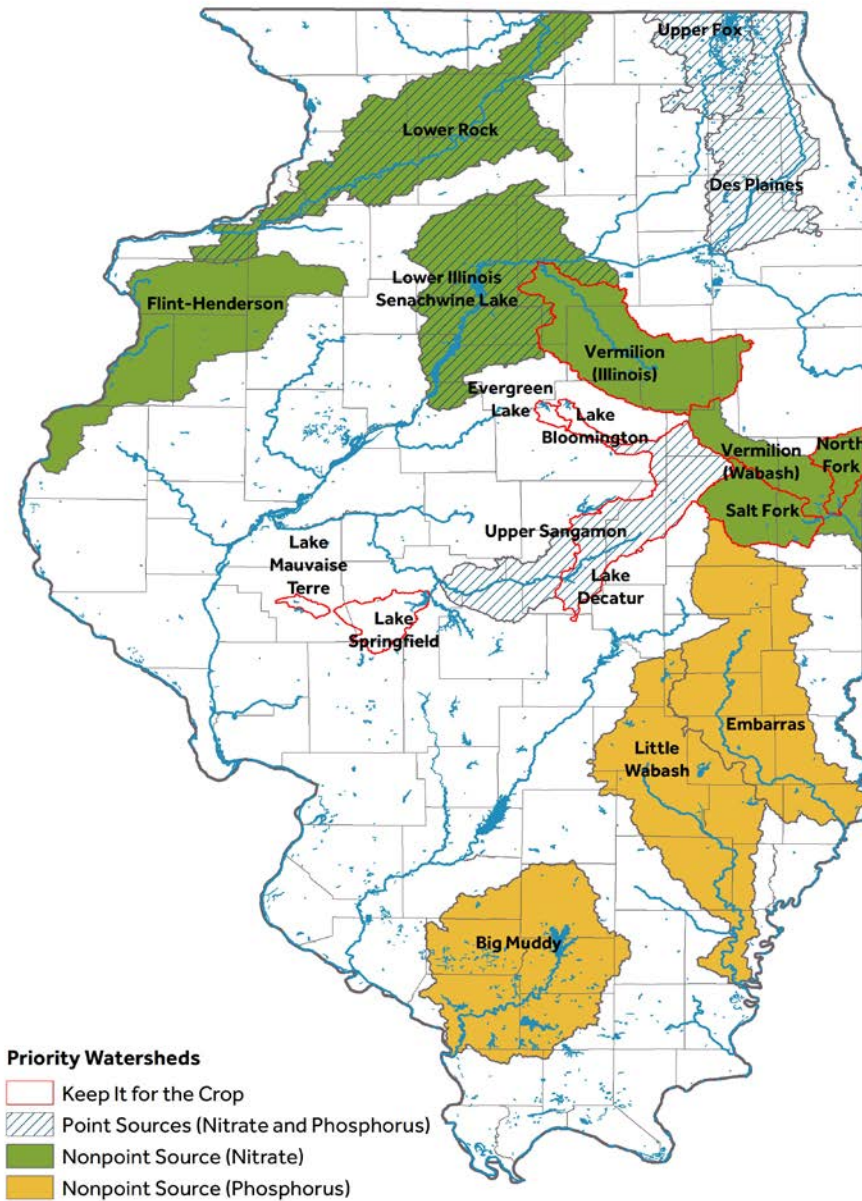 Upper Fox
Lower Rock
Des Plaines
Lower Illinois
Senachwine Lake
Flint-Henderson
Vermilion
(Illinois)
Evergreen
Lake
Lake
Bloomington
Vermilion
(Wabash)
North
Fork
Salt Fork
Upper Sangamon
Lake
Mauvaise
Terre
Lake
Decatur
Lake
Springfield
Embarras
Little
Wabash
Big Muddy
Priority Watersheds
Keep It for the Crop
Point Sources (Nitrate and Phosphorus)
Nonpoint Source (Nitrate)
Nonpoint Source (Phosphorus)